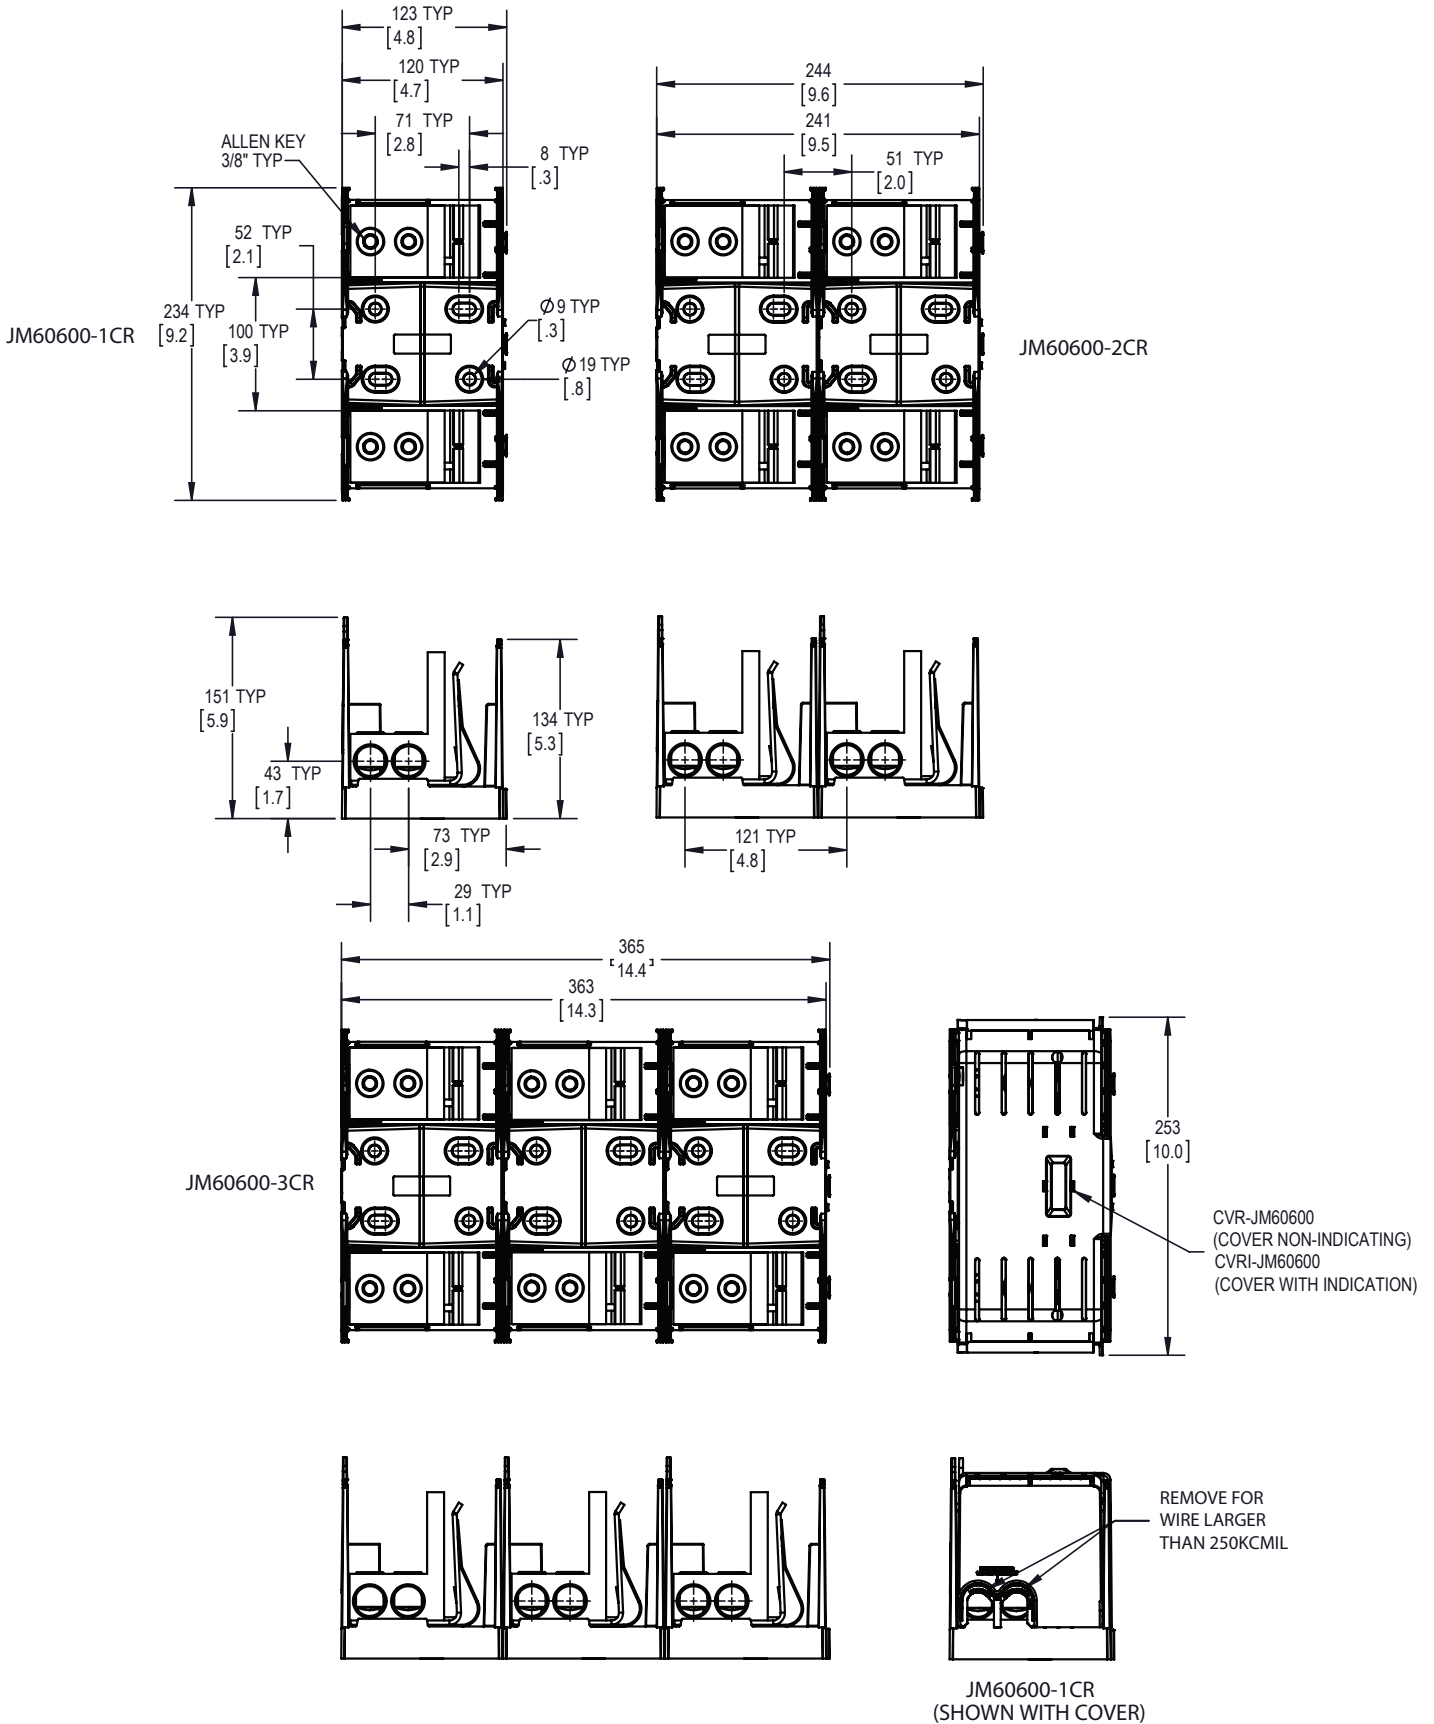 123 TYP
[4.8]
120 TYP
[4.7]
71 TYP
[2.8]
8 TYP
[.3]
ALLEN KEY
3/8" TYP
52 TYP
[2.1]
234 TYP
[9.2]
100 TYP
[3.9]
Ø 9 TYP
[.3]
Ø 19 TYP
[.8]
JM60600-1CR
244
[9.6]
241
[9.5]
51 TYP
[2.0]
JM60600-2CR
151 TYP
[5.9]
43 TYP
[1.7]
134 TYP
[5.3]
73 TYP
[2.9]
29 TYP
[1.1]
121 TYP
[4.8]
365
[14.4]
363
[14.3]
JM60600-3CR
253
[10.0]
CVR-JM60600
(COVER NON-INDICATING)
CVRI-JM60600
(COVER WITH INDICATION)
REMOVE FOR
WIRE LARGER
THAN 250KCMIL
JM60600-1CR
(SHOWN WITH COVER)